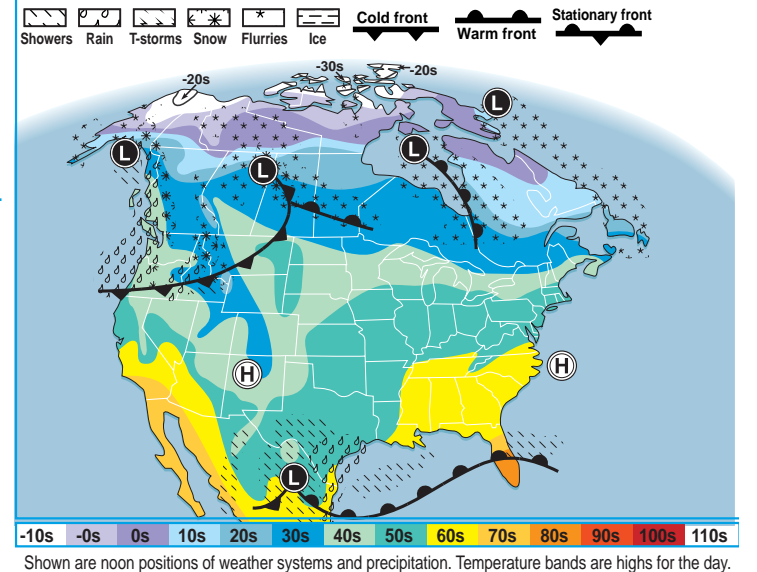 Showers Rain T-storms Snow Flurries Ice Cold front Warm front Stationary front
-30s
-20s
-20s
L
L
L
L
H
H
L
-10s -0s 0s 10s 20s 30s 40s 50s 60s 70s 80s 90s 100s 110s
Shown are noon positions of weather systems and precipitation. Temperature bands are highs for the day.